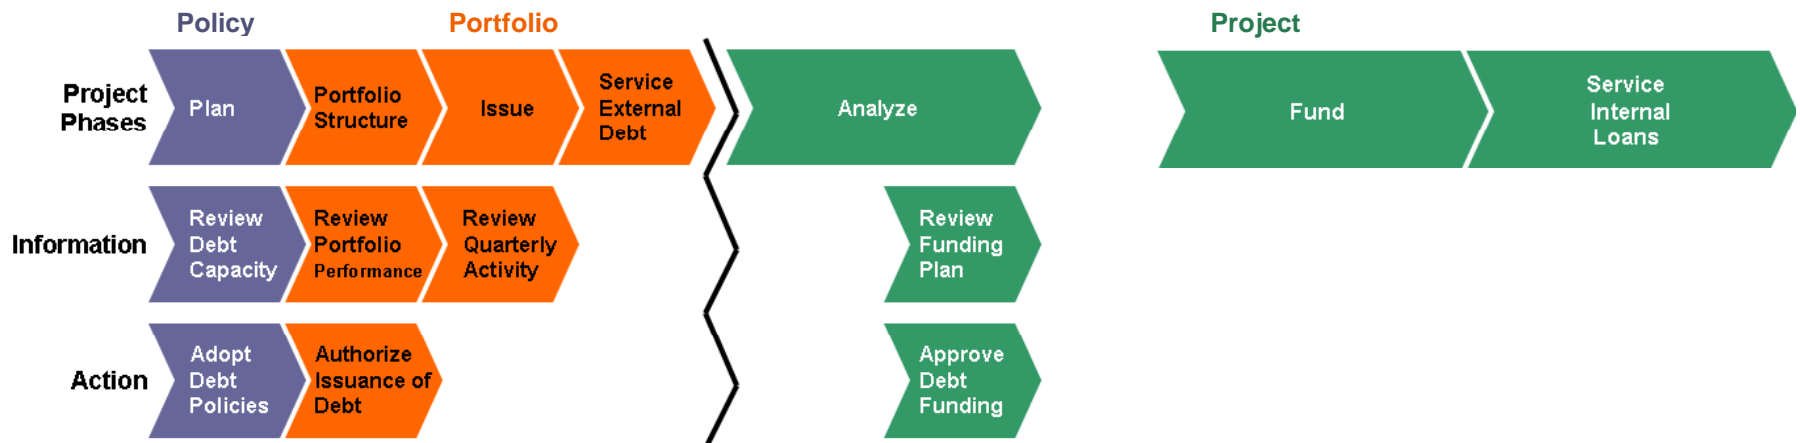 Policy
Portfolio
Project
Project
Phases
Plan
Portfolio
Structure
Issue
Service
External
Debt
Analyze
Fund
Service
Internal
Loans
Information
Review
Debt
Capacity
Review
Portfolio
Performance
Review
Quarterly
Activity
Review
Funding
Plan
Action
Adopt
Debt
Policies
Authorize
Issuance of
Debt
Approve
Debt
Funding